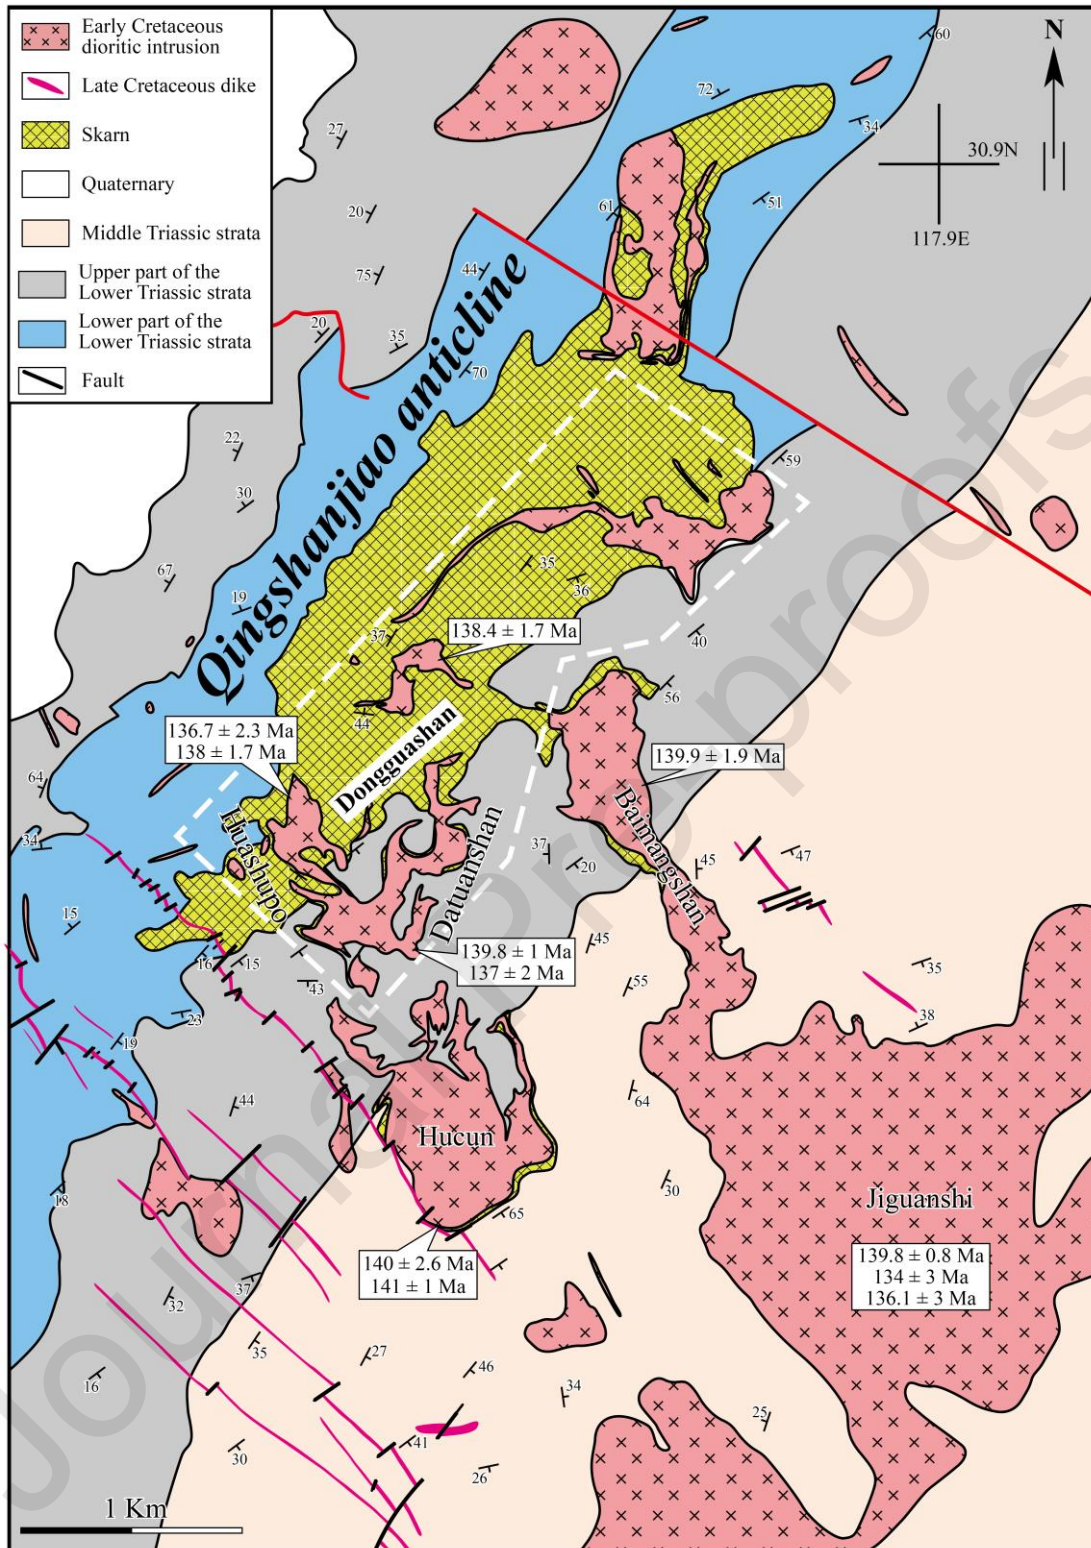 Early Cretaceous
dioritic intrusion
Late Cretaceous dike
Skarn
Quaternary
Middle Triassic strata
Upper part of the
Lower Triassic strata
Lower part of the
Lower Triassic strata
Fault
N
30.9N
117.9E
60
72
34
27
20
61
51
75
44
20
35
70
Qingshanjiao anticline
22
59
30
67
35
36
19
37
138.4 ± 1.7 Ma
40
56
44
136.7 ± 2.3 Ma
138 ± 1.7 Ma
Dongguashan
139.9 ± 1.9 Ma
64
Baimangshan
34
Huashupo
Datuanshan
37
20
45
47
15
139.8 ± 1 Ma
137 ± 2 Ma
45
16
15
43
55
35
38
23
19
44
64
Hucun
18
30
Jiguanshi
65
140 ± 2.6 Ma
141 ± 1 Ma
139.8 ± 0.8 Ma
134 ± 3 Ma
136.1 ± 3 Ma
37
32
35
27
46
16
34
25
41
30
26
1 Km
Journal Pre-proofs